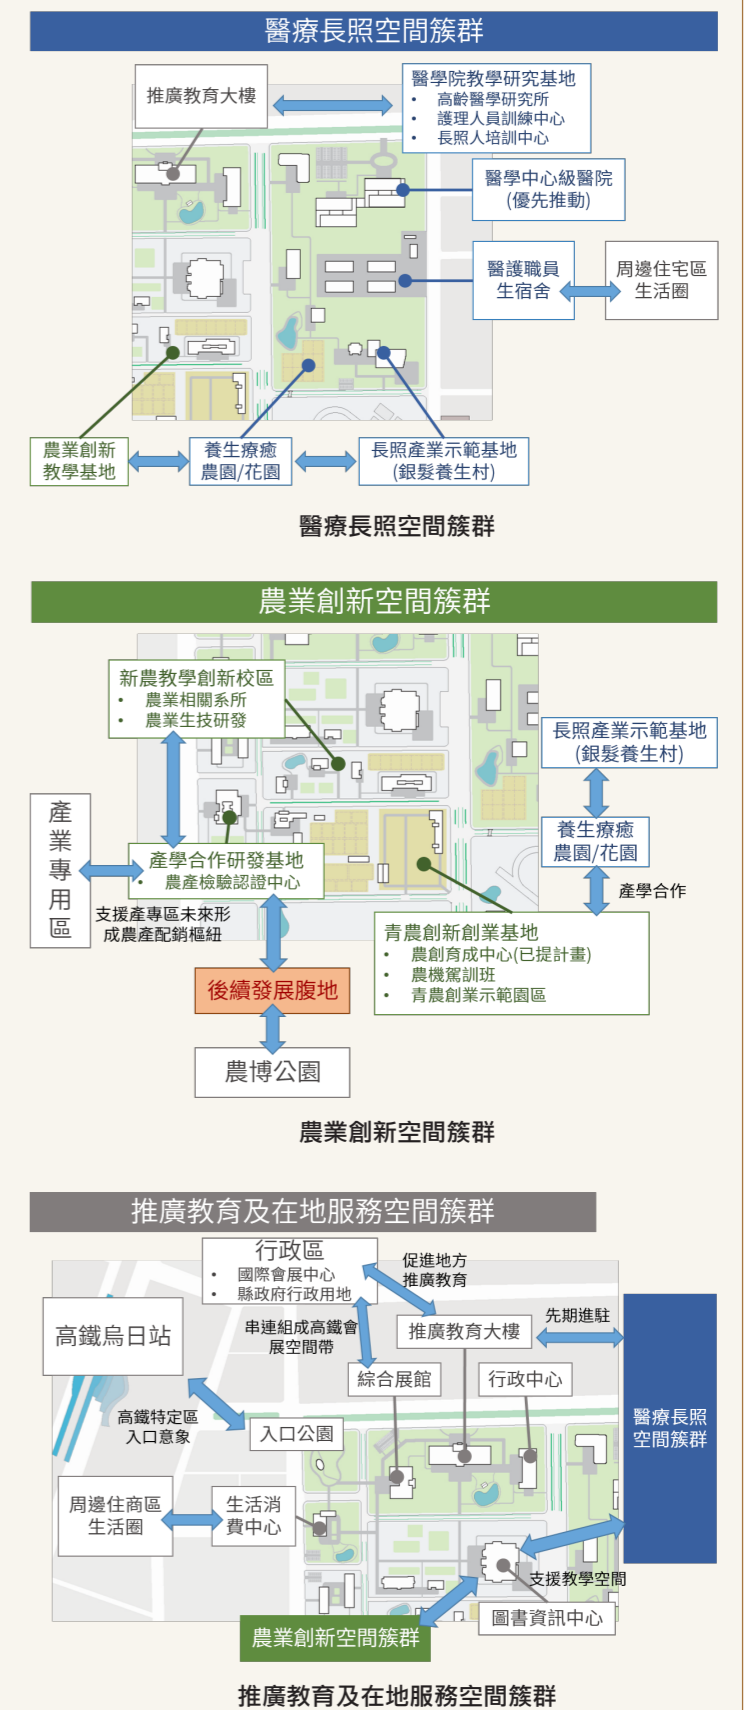 醫療長照空間簇群
推廣教育大樓
醫學院教學研究基地
• 高齡醫學研究所
• 護理人員訓練中心
• 長照人培訓中心
醫學中心級醫院
(優先推動)
醫護職員
生宿舍
周邊住宅區
生活圈
農業創新
教學基地
養生療癒
農園/花園
長照產業示範基地
(銀髮養生村)
醫療長照空間簇群
農業創新空間簇群
新農教學創新校區
• 農業相關系所
• 農業生技研發
長照產業示範基地
(銀髮養生村)
產業專用區
養生療癒
農園/花園
產學合作研發基地
• 農產檢驗認證中心
產學合作
支援產專區未來形
成農產配銷樞紐
青農創新創業基地
• 農創育成中心(已提計畫)
• 農機駕訓班
• 青農創業示範園區
後續發展腹地
農博公園
農業創新空間簇群
推廣教育及在地服務空間簇群
行政區
• 國際會展中心
• 縣政府行政用地
促進地方
推廣教育
高鐵烏日站
串連組成高鐵會
展空間帶
推廣教育大樓
先期進駐
綜合展館
行政中心
高鐵特定區
入口意象
入口公園
醫療長照
空間簇群
周邊住商區
生活圈
生活消
費中心
支援教學空間
圖書資訊中心
農業創新空間簇群
推廣教育及在地服務空間簇群